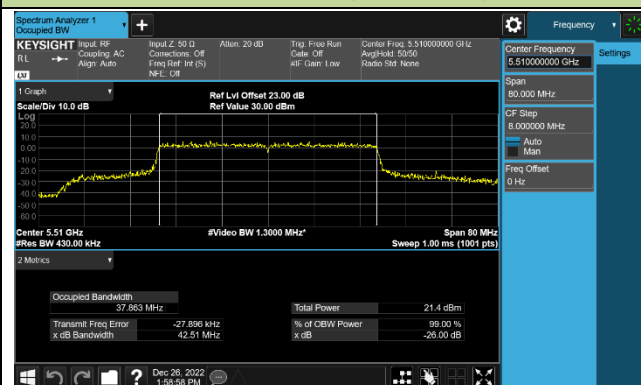 Spectrum Analyzer 1
Occupied BW
+
Frequency
KEYSIGHT Input: RF Input Z: 50 Ω Atten: 20 dB Trig: Free Run Center Freq: 5.510000000 GHz
RL Coupling: AC Corrections: Off Gate: Off Avg|Hold: 50/50
Align: Auto Freq Ref: Int (S) #IF Gain: Low Radio Std: None
NFE: Off
LXI
Center Frequency
5.510000000 GHz
Settings
Span
80.000 MHz
CF Step
8.000000 MHz
Auto
Man
Freq Offset
0 Hz
1 Graph
Ref Lvl Offset 23.00 dB
Scale/Div 10.0 dB Ref Value 30.00 dBm
Log
20.0
10.0
0.00
-10.0
-20.0
-30.0
-40.0
-50.0
-60.0
Center 5.51 GHz #Video BW 1.3000 MHz* Span 80 MHz
#Res BW 430.00 kHz Sweep 1.00 ms (1001 pts)
2 Metrics
Occupied Bandwidth
37.863 MHz Total Power 21.4 dBm
Transmit Freq Error -27.896 kHz % of OBW Power 99.00 %
x dB Bandwidth 42.51 MHz x dB -26.00 dB
? Dec 26, 2022
1:58:58 PM